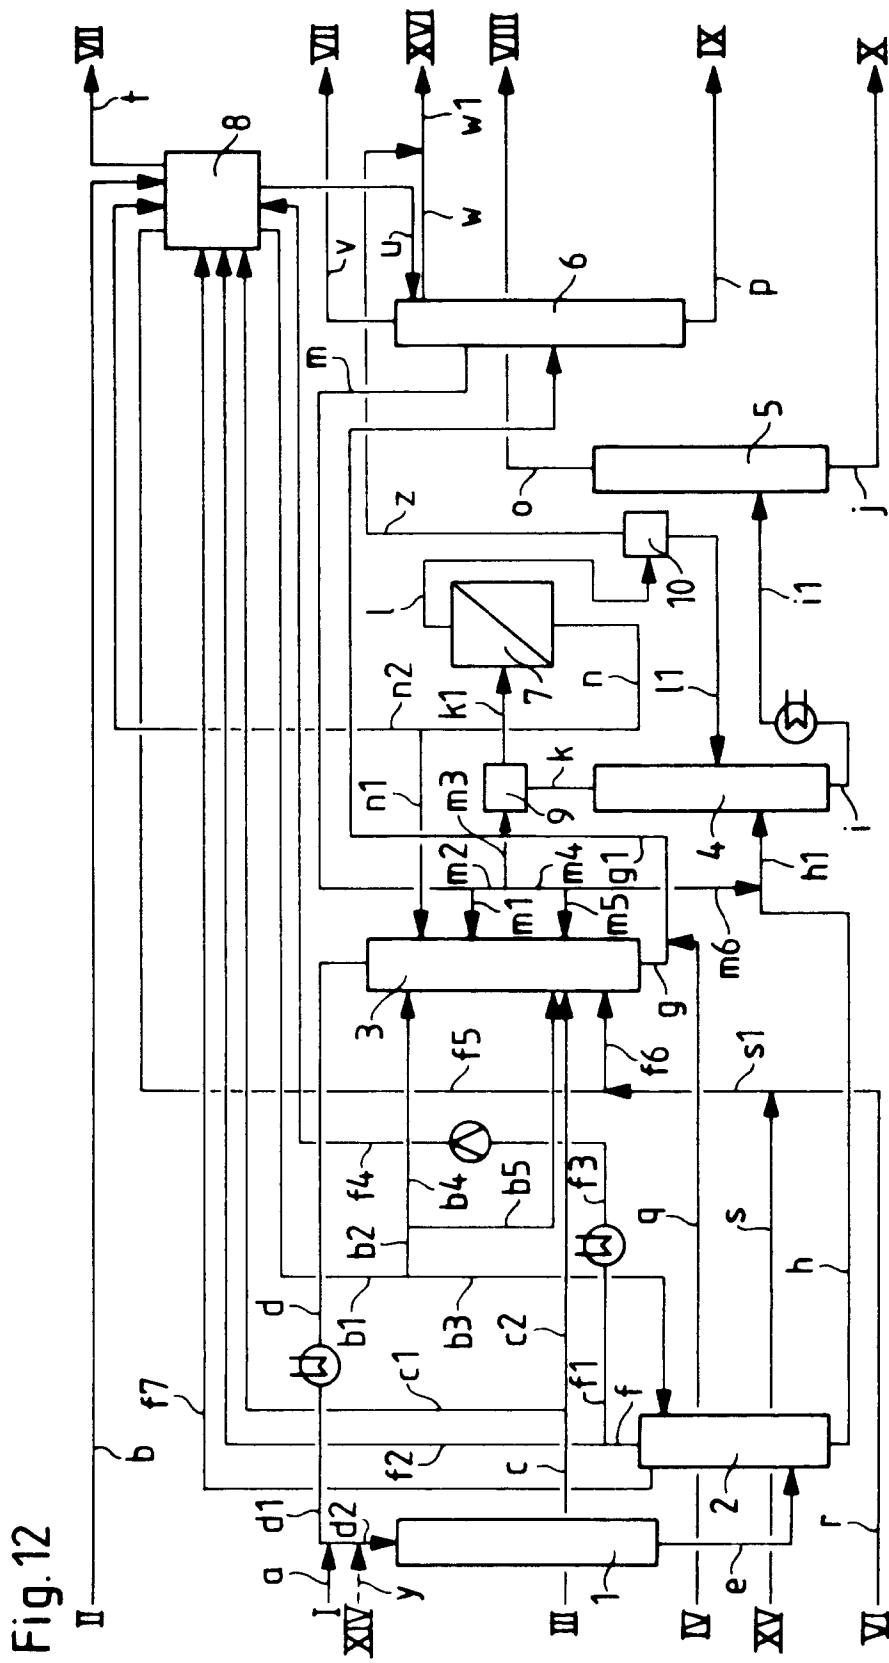 Fig.12
II
b
t
VII
I
a
XIV
y
d1
d2
d
f7
f2
c1
b1
b2
b3
b4
b5
f4
f5
f3
f1
f
f6
III
c
c2
1
e
2
IV
q
XV
s
s1
VI
r
h
h1
3
g
g1
m
m1
m2
m3
m4
m5
m6
n
n1
n2
k
k1
4
i
i1
9
7
l
l1
10
z
5
j
o
6
p
8
u
v
w
w1
VII
XVI
VIII
IX
X